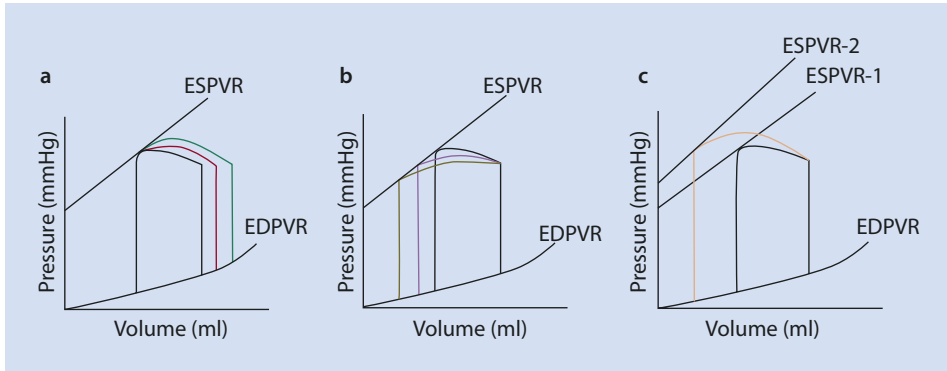 a
ESPVR
EDPVR
Pressure (mmHg)
Volume (ml)
b
ESPVR
EDPVR
Pressure (mmHg)
Volume (ml)
c
ESPVR-2
ESPVR-1
EDPVR
Pressure (mmHg)
Volume (ml)